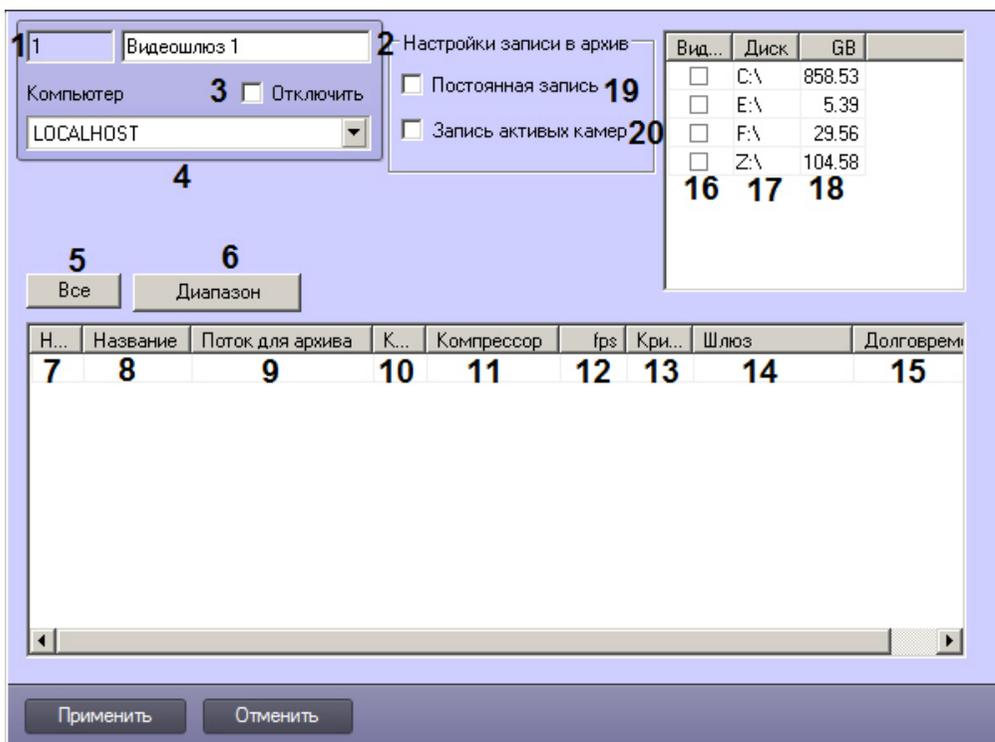 1 1 Видеошлюз 1 2
Компьютер 3 Отключить
LOCALHOST
4
Настройки записи в архив
Постоянная запись 19
Запись активых камер 20
Вид... Диск GB
C:\ 858.53
E:\ 5.39
F:\ 29.56
Z:\ 104.58
16 17 18
5 6
Все Диапазон
Н... Название Поток для архива К... Компрессор fps Кри... Шлюз Долговрем
7 8 9 10 11 12 13 14 15
Применить Отменить